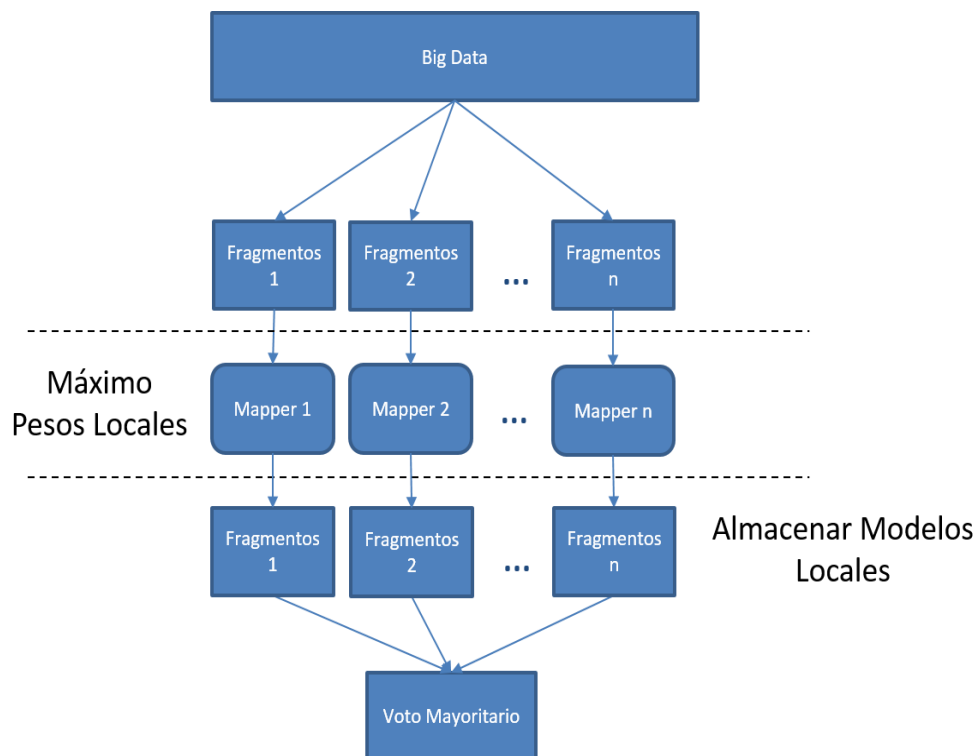 Big Data
Fragmentos
1
Fragmentos
2
...
Fragmentos
n
Máximo
Pesos Locales
Mapper 1
Mapper 2
...
Mapper n
Fragmentos
1
Fragmentos
2
...
Fragmentos
n
Almacenar Modelos
Locales
Voto Mayoritario